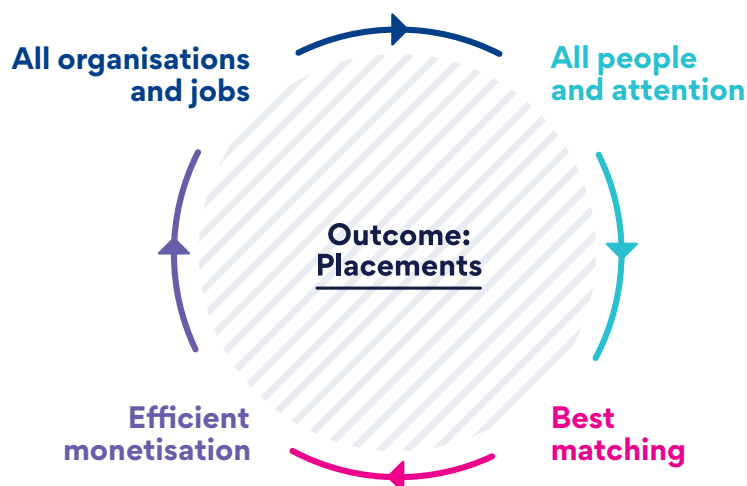 All organisations
and jobs
All people
and attention
Outcome:
Placements
Efficient
monetisation
Best
matching